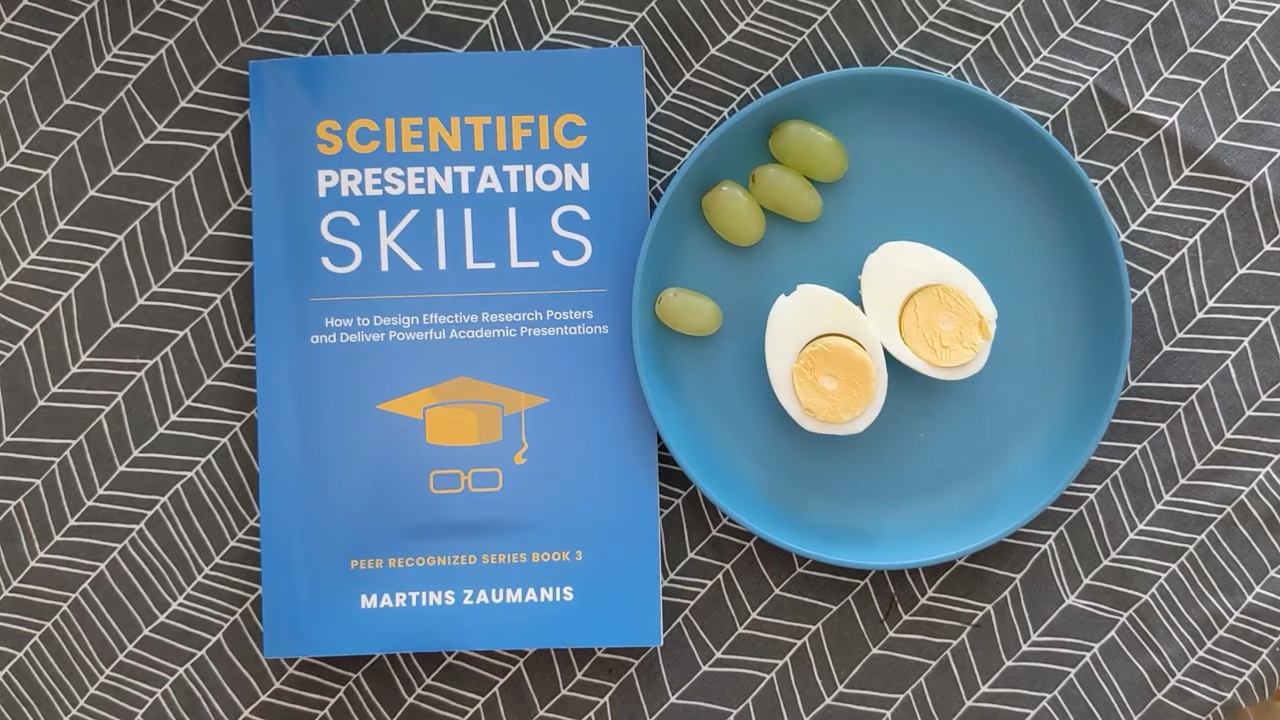 SCIENTIFIC
PRESENTATION
SKILLS
How to Design Effective Research Posters
and Deliver Powerful Academic Presentations
PEER RECOGNIZED SERIES BOOK 3
MARTINS ZAUMANIS